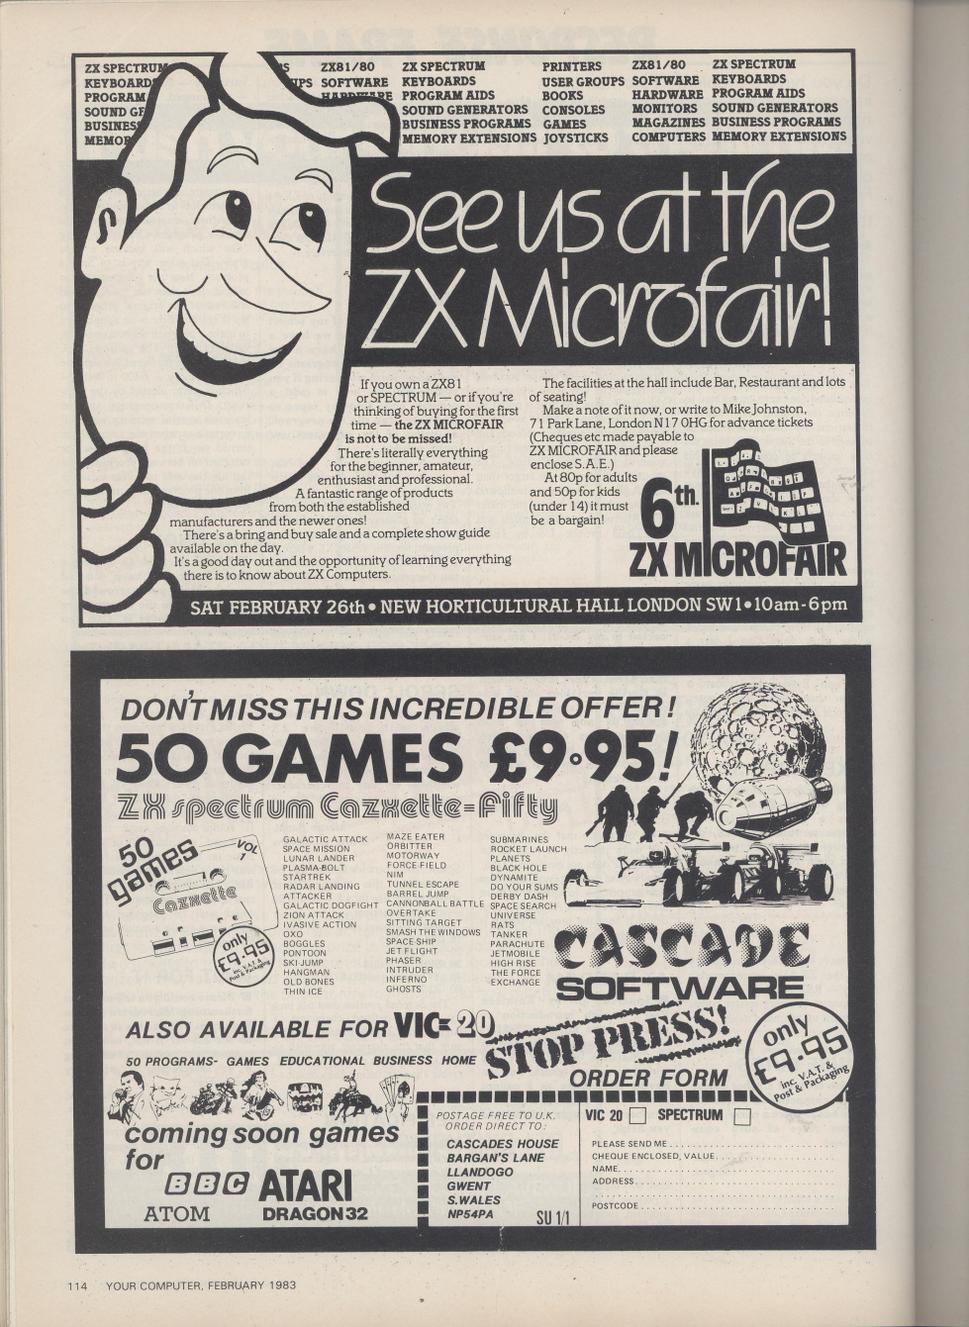 ZX SPECTRUM
KEYBOARDS
PROGRAM
SOUND GE
BUSINESS
MEMOR
ZX81/80
SOFTWARE
HARDWARE
ZX SPECTRUM
KEYBOARDS
PROGRAM AIDS
SOUND GENERATORS
BUSINESS PROGRAMS
MEMORY EXTENSIONS
PRINTERS
USER GROUPS
BOOKS
CONSOLES
GAMES
JOYSTICKS
ZX81/80
SOFTWARE
HARDWARE
MONITORS
MAGAZINES
COMPUTERS
ZX SPECTRUM
KEYBOARDS
PROGRAM AIDS
SOUND GENERATORS
BUSINESS PROGRAMS
MEMORY EXTENSIONS
See us at the
ZX Microfair!
If you own a ZX81
or SPECTRUM — or if you're
thinking of buying for the first
time — the ZX MICROFAIR
is not to be missed!
There's literally everything
for the beginner, amateur,
enthusiast and professional.
A fantastic range of products
from both the established
manufacturers and the newer ones!
There's a bring and buy sale and a complete show guide
available on the day.
It's a good day out and the opportunity of learning everything
there is to know about ZX Computers.
The facilities at the hall include Bar, Restaurant and lots
of seating!
Make a note of it now, or write to Mike Johnston,
71 Park Lane, London N17 0HG for advance tickets
(Cheques etc made payable to
ZX MICROFAIR and please
enclose S.A.E.)
At 80p for adults
and 50p for kids
(under 14) it must
be a bargain!
6th.
ZX MICROFAIR
SAT FEBRUARY 26th • NEW HORTICULTURAL HALL LONDON SW1 • 10am-6pm
DON'T MISS THIS INCREDIBLE OFFER!
50 GAMES £9·95!
ZX spectrum Cazxette=Fifty
50
games
VOL
1
Cazxette
only
£9·95
inc. V.A.T. &
Post & Packaging
GALACTIC ATTACK
SPACE MISSION
LUNAR LANDER
PLASMA-BOLT
STARTREK
RADAR LANDING
ATTACKER
GALACTIC DOGFIGHT
ZION ATTACK
IVASIVE ACTION
OXO
BOGGLES
PONTOON
SKI-JUMP
HANGMAN
OLD BONES
THIN ICE
MAZE EATER
ORBITTER
MOTORWAY
FORCE-FIELD
NIM
TUNNEL ESCAPE
BARREL JUMP
CANNONBALL BATTLE
OVERTAKE
SITTING TARGET
SMASH THE WINDOWS
SPACE SHIP
JET FLIGHT
PHASER
INTRUDER
INFERNO
GHOSTS
SUBMARINES
ROCKET LAUNCH
PLANETS
BLACK HOLE
DYNAMITE
DO YOUR SUMS
DERBY DASH
SPACE SEARCH
UNIVERSE
RATS
TANKER
PARACHUTE
JETMOBILE
HIGH RISE
THE FORCE
EXCHANGE
CASCADE
SOFTWARE
ALSO AVAILABLE FOR VIC 20
50 PROGRAMS- GAMES EDUCATIONAL BUSINESS HOME
STOP PRESS!
only
£9·95
inc. V.A.T. &
Post & Packaging
ORDER FORM
coming soon games
for
BBC ATARI
ATOM DRAGON 32
POSTAGE FREE TO U.K.
ORDER DIRECT TO:
CASCADES HOUSE
BARGAN'S LANE
LLANDOGO
GWENT
S.WALES
NP54PA
SU 1/1
VIC 20 SPECTRUM
PLEASE SEND ME
CHEQUE ENCLOSED, VALUE
NAME
ADDRESS
POSTCODE
114 YOUR COMPUTER, FEBRUARY 1983